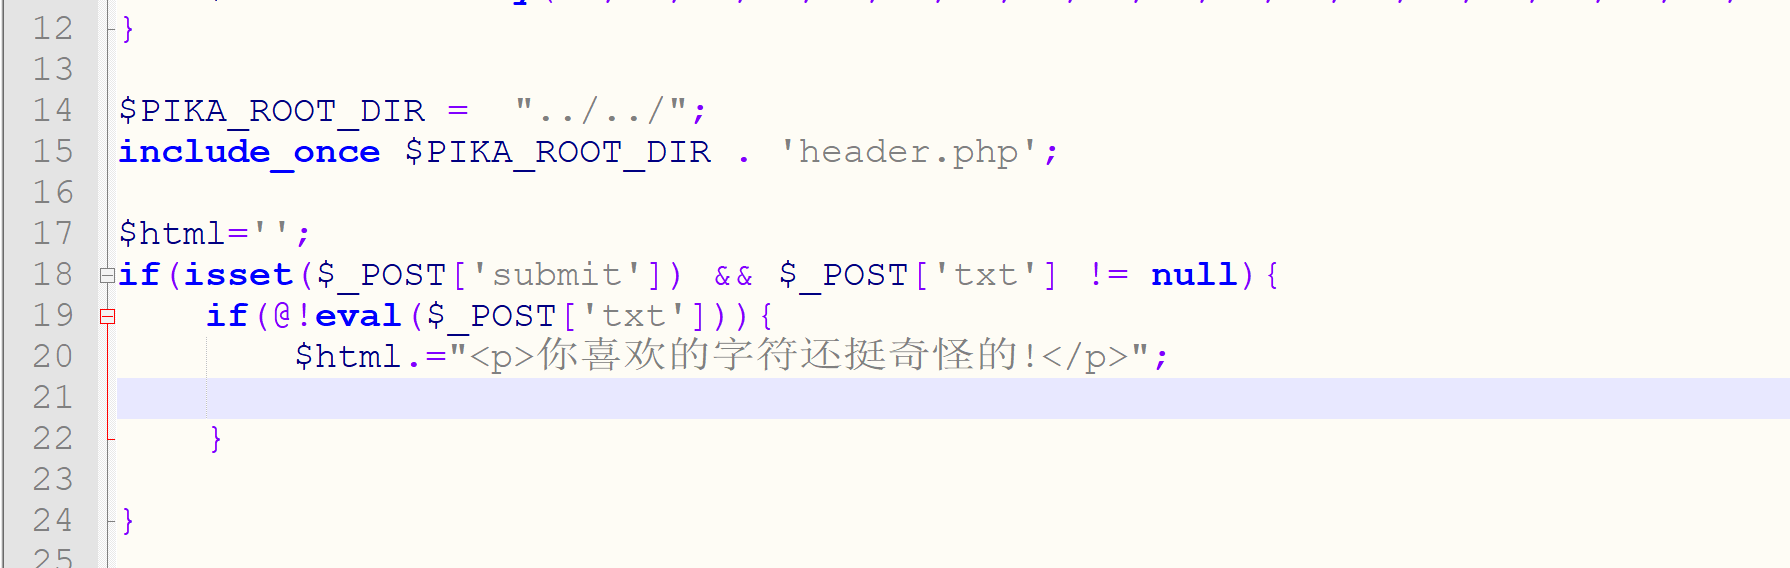 12 }
13
14 $PIKA_ROOT_DIR =  "../../";
15 include_once $PIKA_ROOT_DIR . 'header.php';
16
17 $html='';
18 if(isset($_POST['submit']) && $_POST['txt'] != null){
19     if(@!eval($_POST['txt'])){
20         $html.="<p>你喜欢的字符还挺奇怪的!</p>";
21
22     }
23
24 }
25